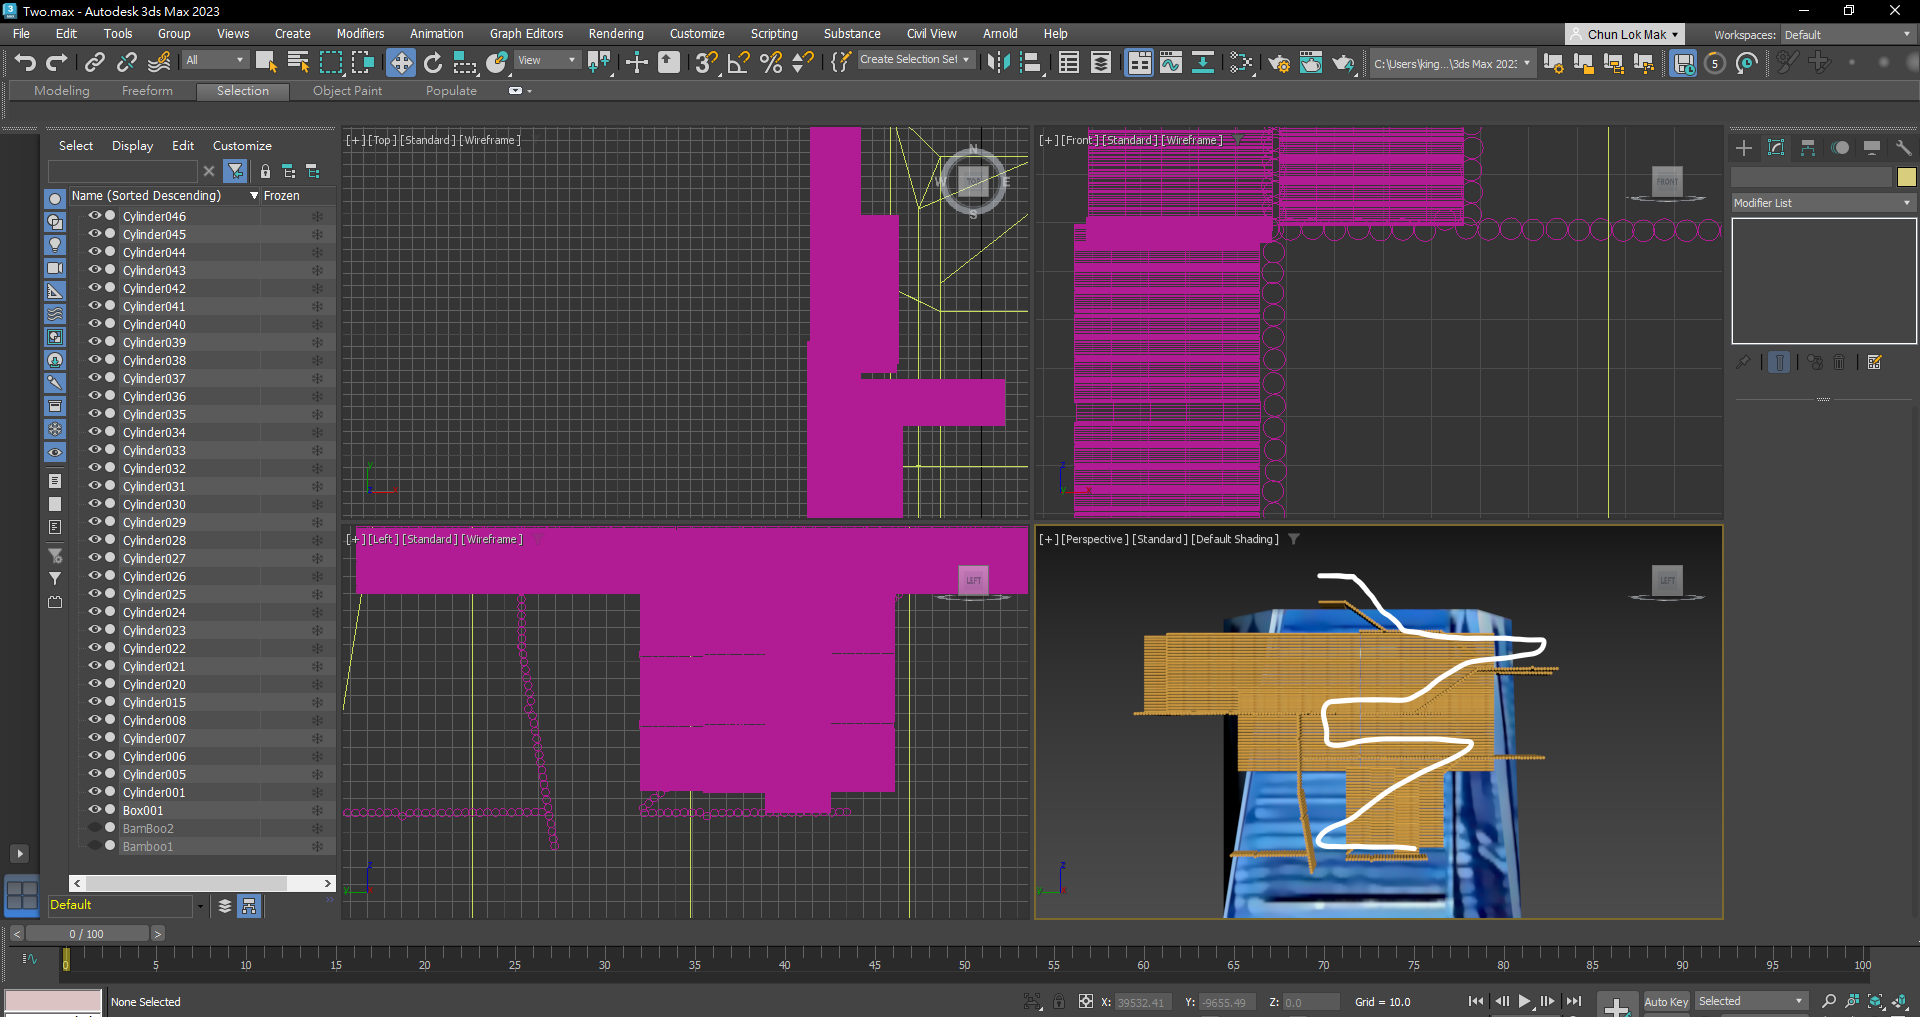 Two.max - Autodesk 3ds Max 2023
File Edit Tools Group Views Create Modifiers Animation Graph Editors Rendering Customize Scripting Substance Civil View Arnold Help
Chun Lok Mak Workspaces: Default
All View Create Selection Set C:\Users\king...\3ds Max 2023 5
Modeling Freeform Selection Object Paint Populate
Select Display Edit Customize
Name (Sorted Descending) Frozen
Cylinder046
Cylinder045
Cylinder044
Cylinder043
Cylinder042
Cylinder041
Cylinder040
Cylinder039
Cylinder038
Cylinder037
Cylinder036
Cylinder035
Cylinder034
Cylinder033
Cylinder032
Cylinder031
Cylinder030
Cylinder029
Cylinder028
Cylinder027
Cylinder026
Cylinder025
Cylinder024
Cylinder023
Cylinder022
Cylinder021
Cylinder020
Cylinder015
Cylinder008
Cylinder007
Cylinder006
Cylinder005
Cylinder001
Box001
BamBoo2
Bamboo1
Default
[+] [Top] [Standard] [Wireframe]
N
W TOP E
S
y
z x
[+] [Front] [Standard] [Wireframe]
FRONT
z
y x
[+] [Left] [Standard] [Wireframe]
LEFT
z
y x
[+] [Perspective] [Standard] [Default Shading]
LEFT
z
y x
Modifier List
0 / 100
0 5 10 15 20 25 30 35 40 45 50 55 60 65 70 75 80 85 90 95 100
None Selected X: 39532.41 Y: -9655.49 Z: 0.0 Grid = 10.0 Auto Key Selected